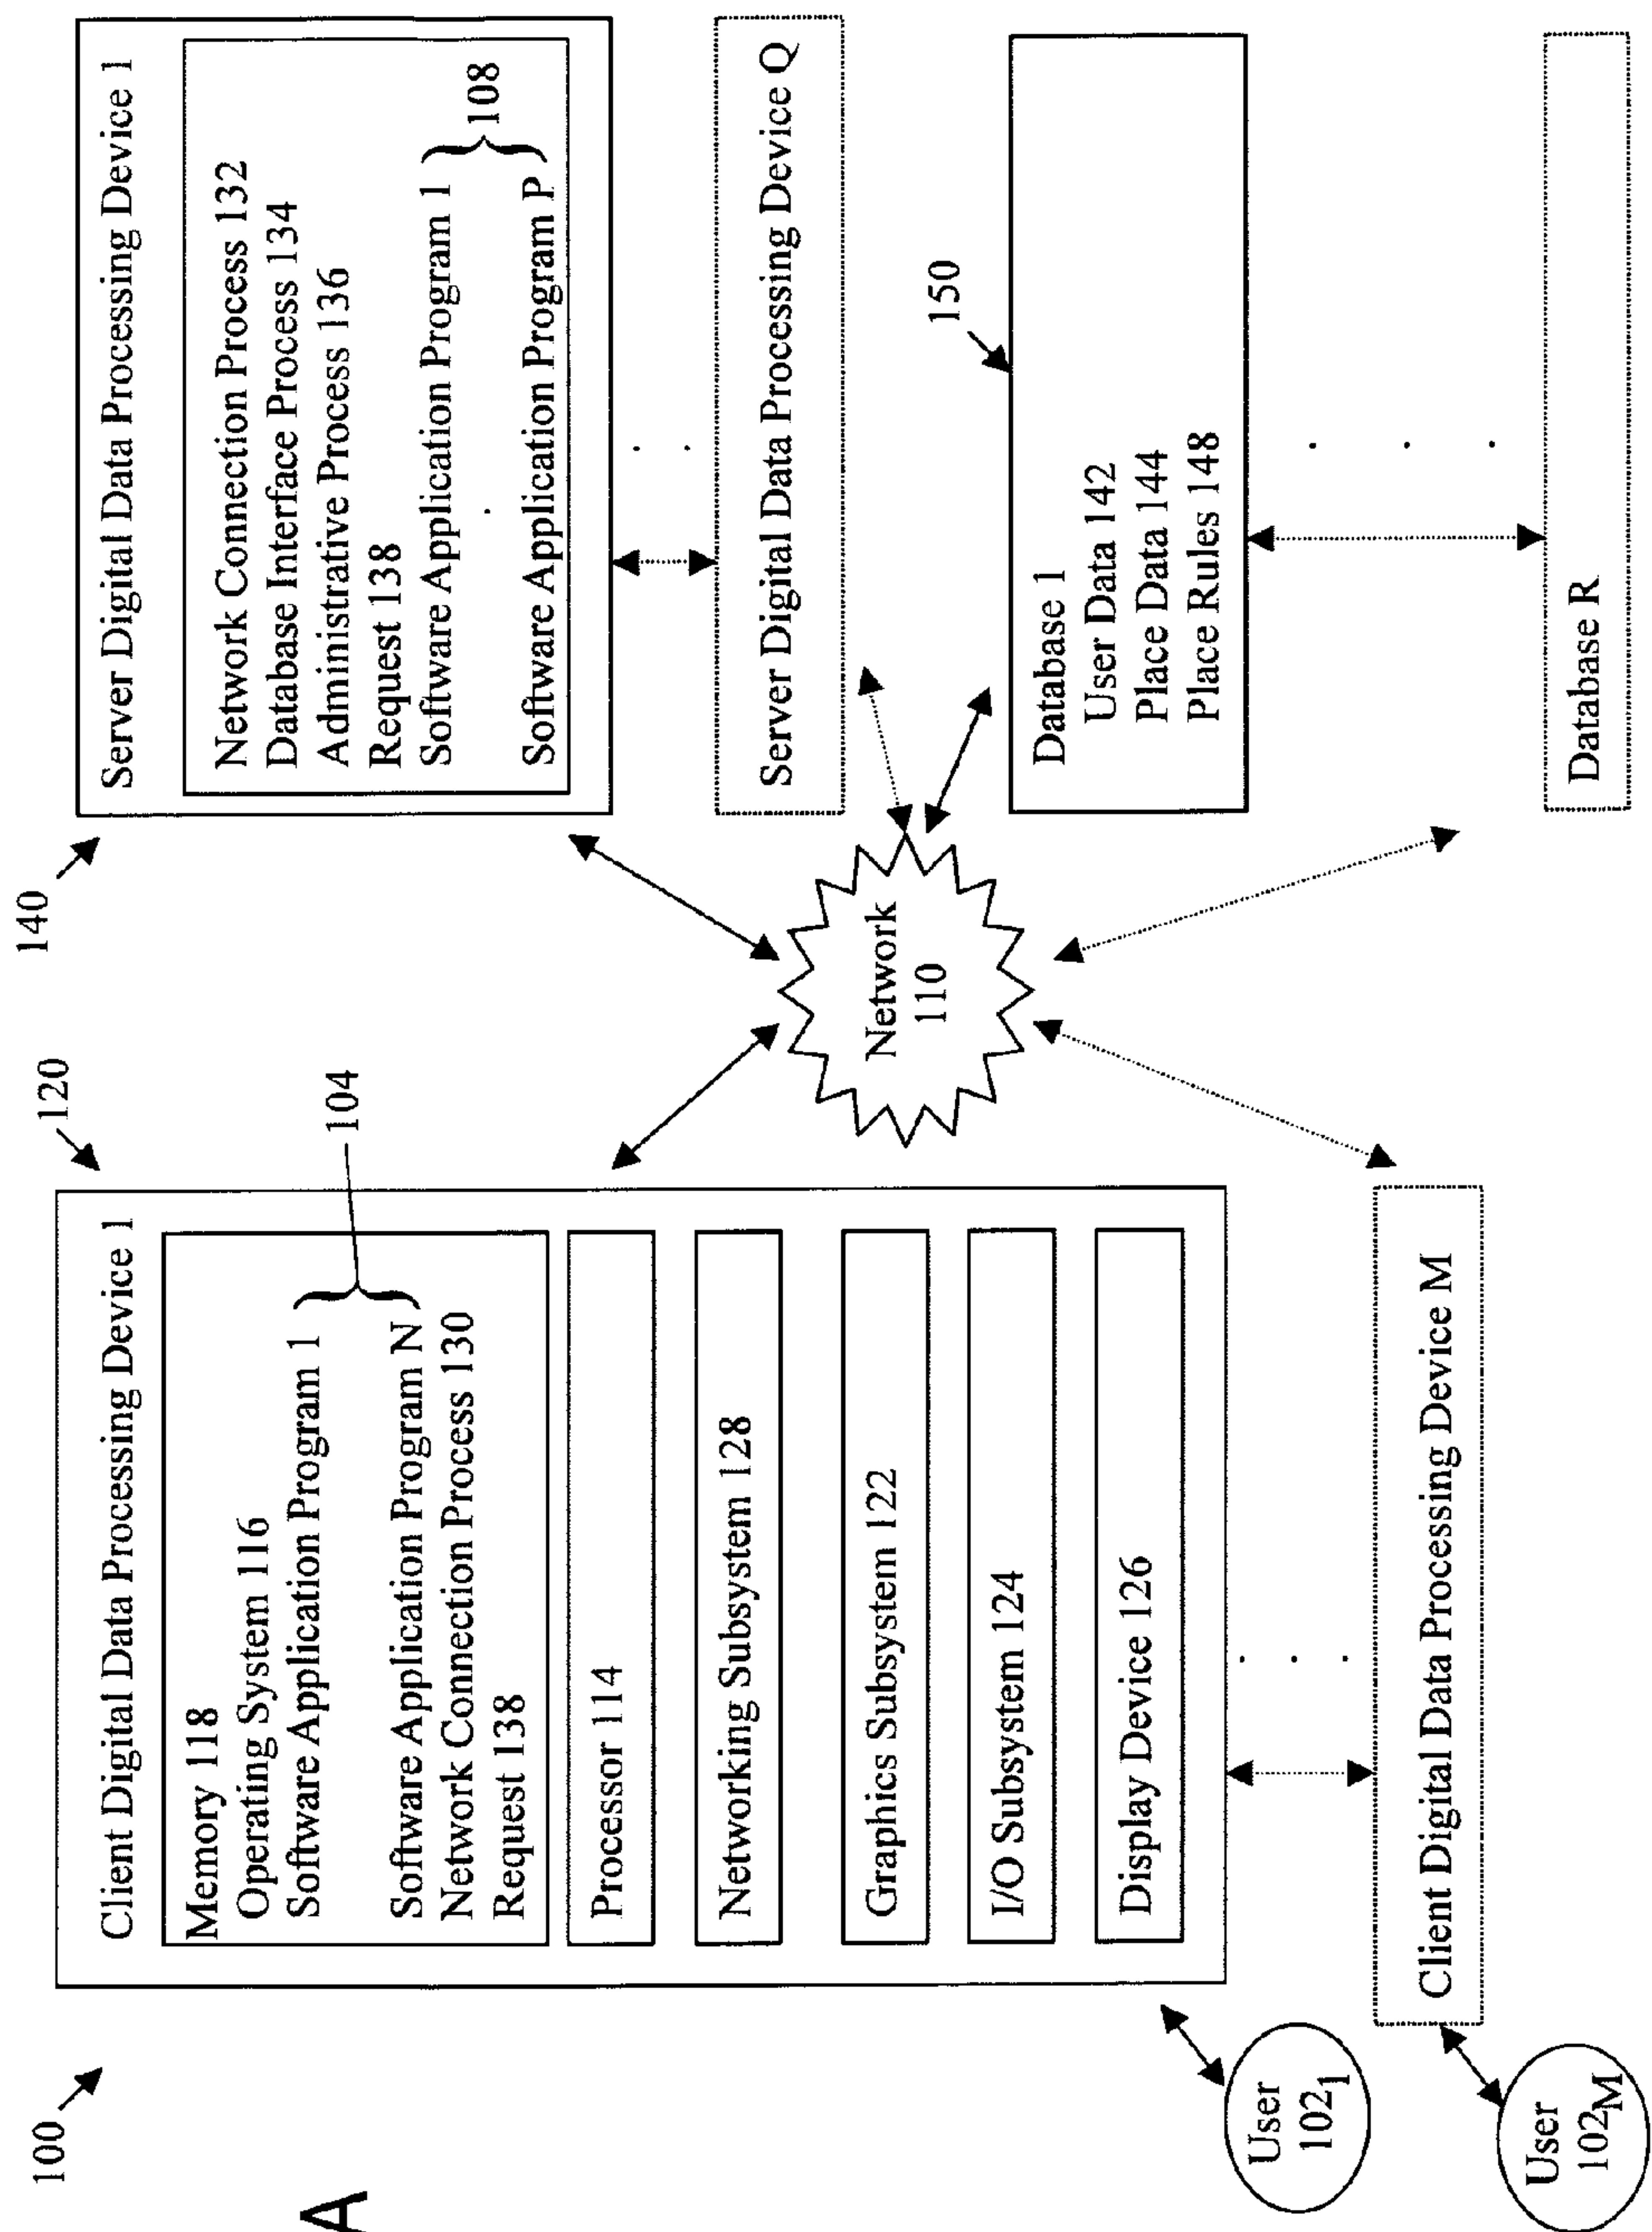 100
120
140
Client Digital Data Processing Device 1
Memory 118
Operating System 116
Software Application Program 1
104
Software Application Program N
Network Connection Process 130
Request 138
Processor 114
Networking Subsystem 128
Graphics Subsystem 122
I/O Subsystem 124
Display Device 126
Client Digital Data Processing Device M
User
102₁
User
102M
Network
110
Server Digital Data Processing Device 1
Network Connection Process 132
Database Interface Process 134
Administrative Process 136
Request 138
Software Application Program 1
108
Software Application Program P
Server Digital Data Processing Device Q
150
Database 1
User Data 142
Place Data 144
Place Rules 148
Database R
A